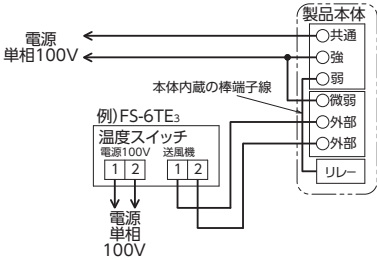 製品本体
共通
電源
単相100V
強
弱
本体内蔵の棒端子線
微弱
例)FS-6TE3
外部
温度スイッチ
電源100V 送風機
外部
1 2 1 2
リレー
電源
単相
100V